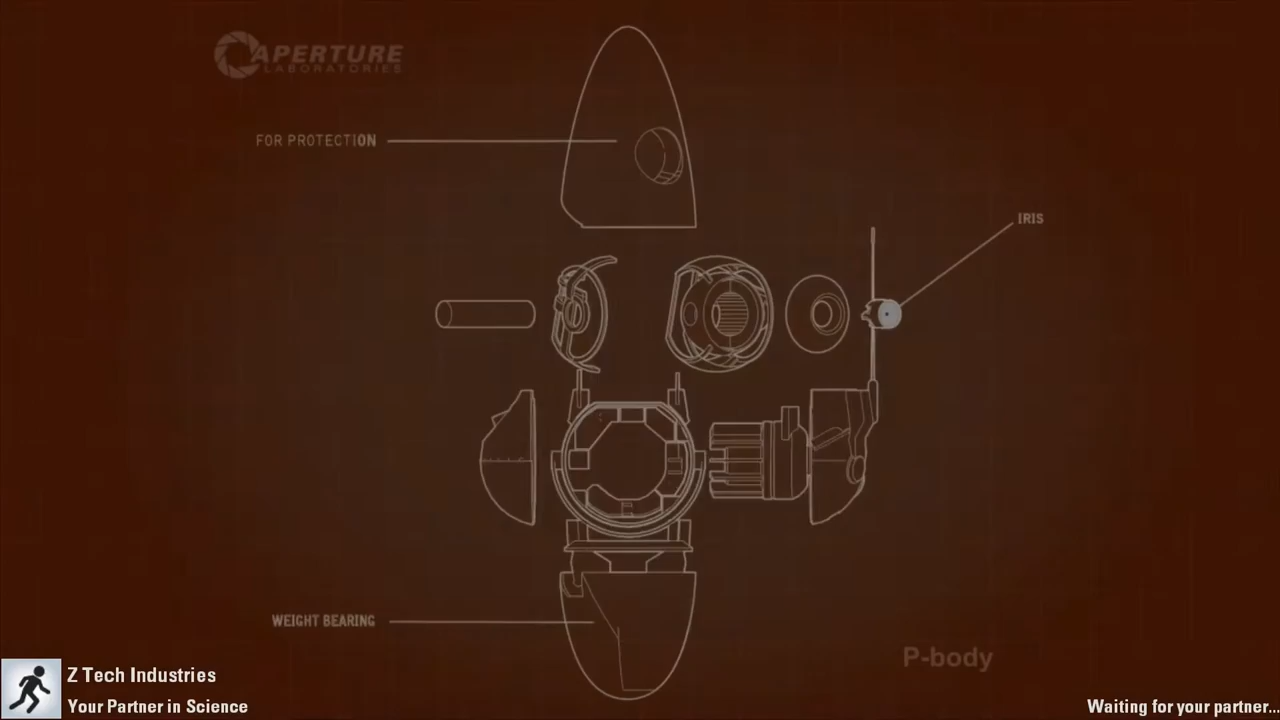 APERTURE
LABORATORIES
FOR PROTECTION
IRIS
WEIGHT BEARING
P-body
Z Tech Industries
Your Partner in Science
Waiting for your partner...